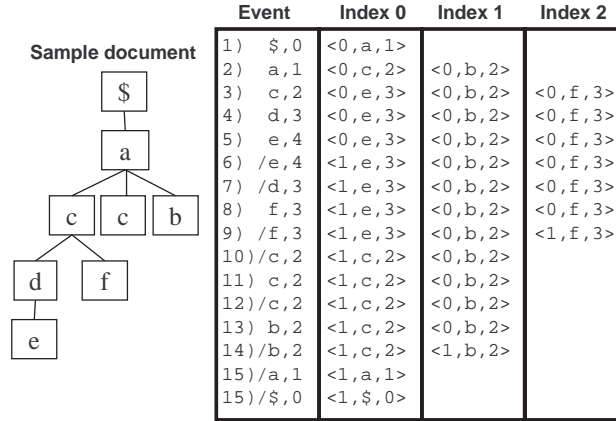 Event Index 0 Index 1 Index 2
Sample document
$
a
c c b
d f
e
1) $,0 <0,a,1>
2) a,1 <0,c,2> <0,b,2>
3) c,2 <0,e,3> <0,b,2> <0,f,3>
4) d,3 <0,e,3> <0,b,2> <0,f,3>
5) e,4 <0,e,3> <0,b,2> <0,f,3>
6) /e,4 <1,e,3> <0,b,2> <0,f,3>
7) /d,3 <1,e,3> <0,b,2> <0,f,3>
8) f,3 <1,e,3> <0,b,2> <0,f,3>
9) /f,3 <1,e,3> <0,b,2> <1,f,3>
10)/c,2 <1,c,2> <0,b,2>
11) c,2 <1,c,2> <0,b,2>
12)/c,2 <1,c,2> <0,b,2>
13) b,2 <1,c,2> <0,b,2>
14)/b,2 <1,c,2> <1,b,2>
15)/a,1 <1,a,1>
15)/$,0 <1,$,0>